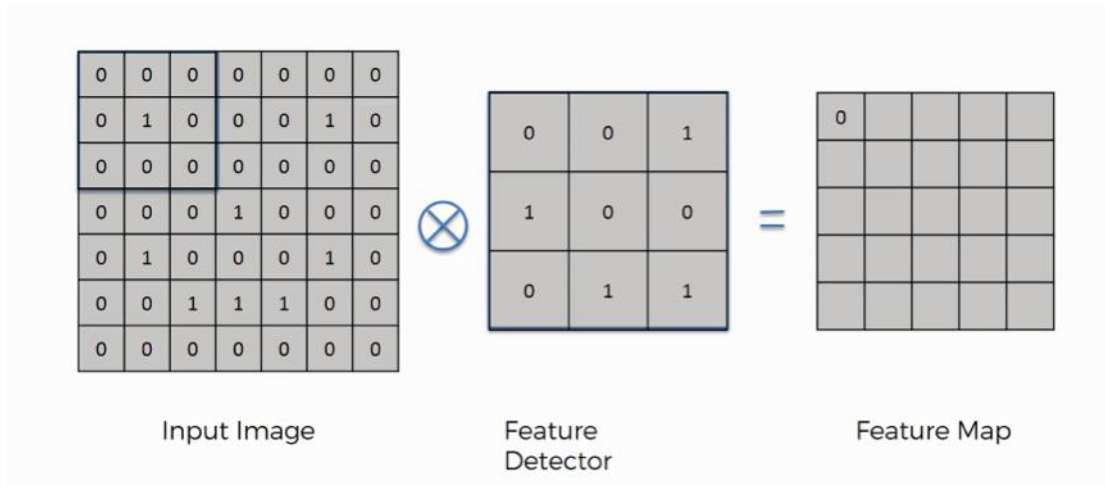 0 0 0 0 0 0 0
0 1 0 0 0 1 0
0 0 0 0 0 0 0
0 0 0 1 0 0 0
0 1 0 0 0 1 0
0 0 1 1 1 0 0
0 0 0 0 0 0 0
Input Image
0 0 1
1 0 0
0 1 1
Feature
Detector
=
0
Feature Map